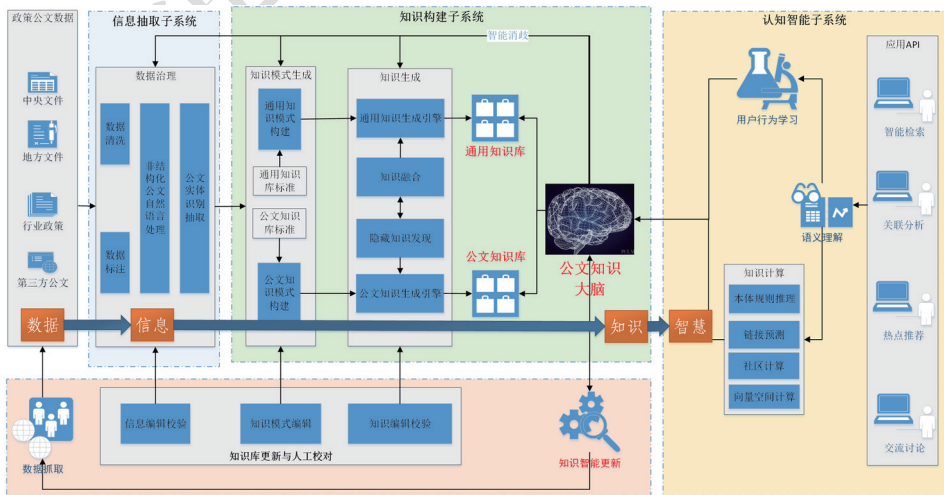 政策公文数据
中央文件
地方文件
行业政策
第三方公文
数据
信息抽取子系统
数据治理
数据
清洗
数据
标注
非结
构化
公文
自然
语言
处理
公文
实体
识别
抽取
信息
知识构建子系统
智能消歧
知识模式生成
通用知
识模式
构建
通用知识
库标准
公文知识
库标准
公文知
识模式
构建
知识生成
通用知识生成引擎
知识融合
隐藏知识发现
公文知识生成引擎
通用知识库
公文知识库
公文知识
大脑
知识
认知智能子系统
用户行为学习
语义理解
知识计算
本体规则推理
链接预测
社区计算
向量空间计算
智慧
应用API
智能检索
关联分析
热点推荐
交流讨论
数据抓取
信息编辑校验
知识模式编辑
知识编辑校验
知识库更新与人工校对
知识智能更新